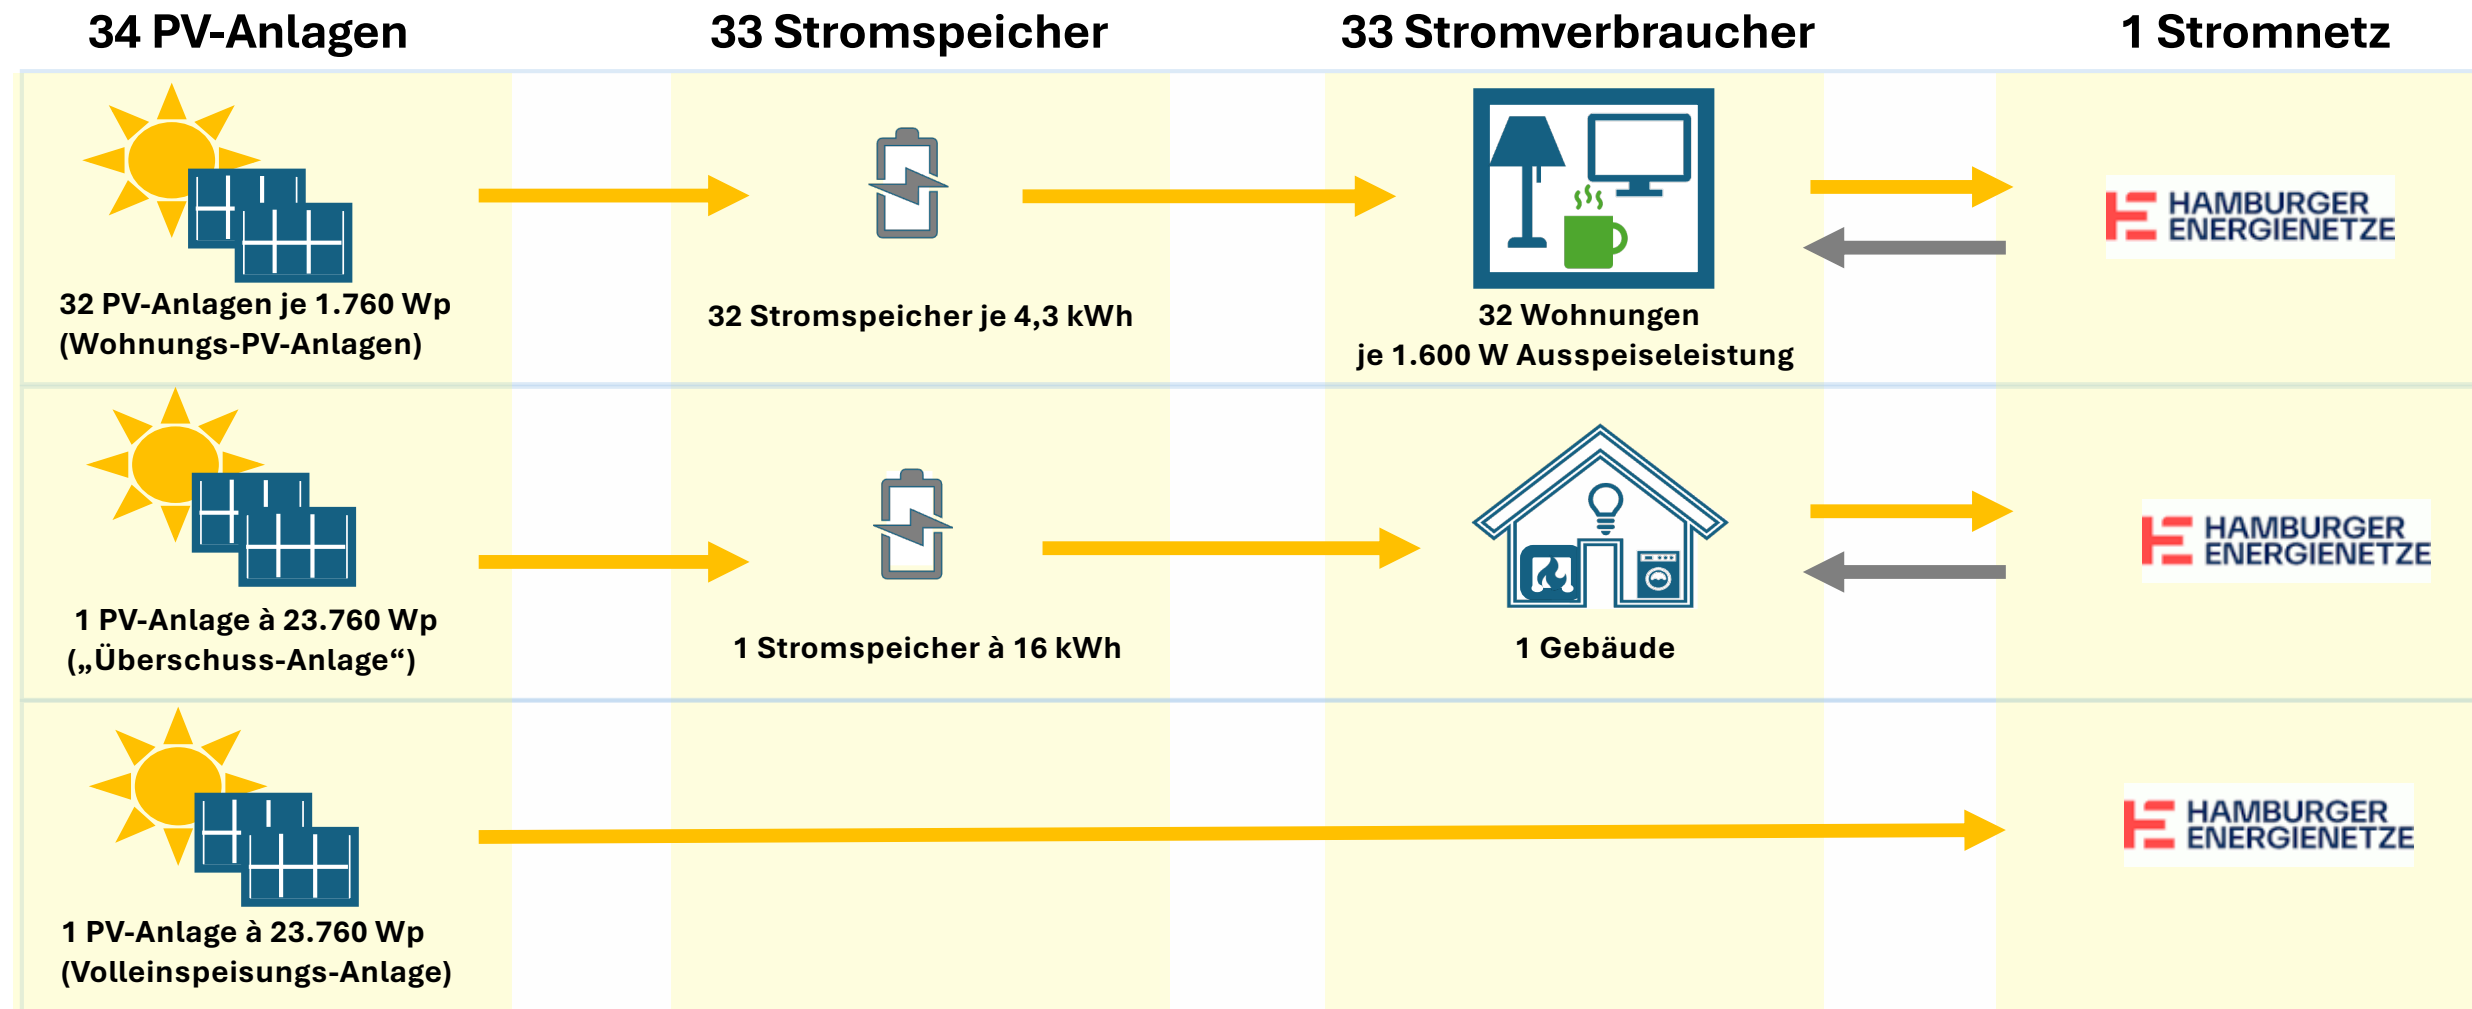 34 PV-Anlagen
33 Stromspeicher
33 Stromverbraucher
1 Stromnetz
32 PV-Anlagen je 1.760 Wp
(Wohnungs-PV-Anlagen)
32 Stromspeicher je 4,3 kWh
32 Wohnungen
je 1.600 W Ausspeiseleistung
HAMBURGER
ENERGIENETZE
1 PV-Anlage à 23.760 Wp
(„Überschuss-Anlage“)
1 Stromspeicher à 16 kWh
1 Gebäude
HAMBURGER
ENERGIENETZE
1 PV-Anlage à 23.760 Wp
(Volleinspeisungs-Anlage)
HAMBURGER
ENERGIENETZE